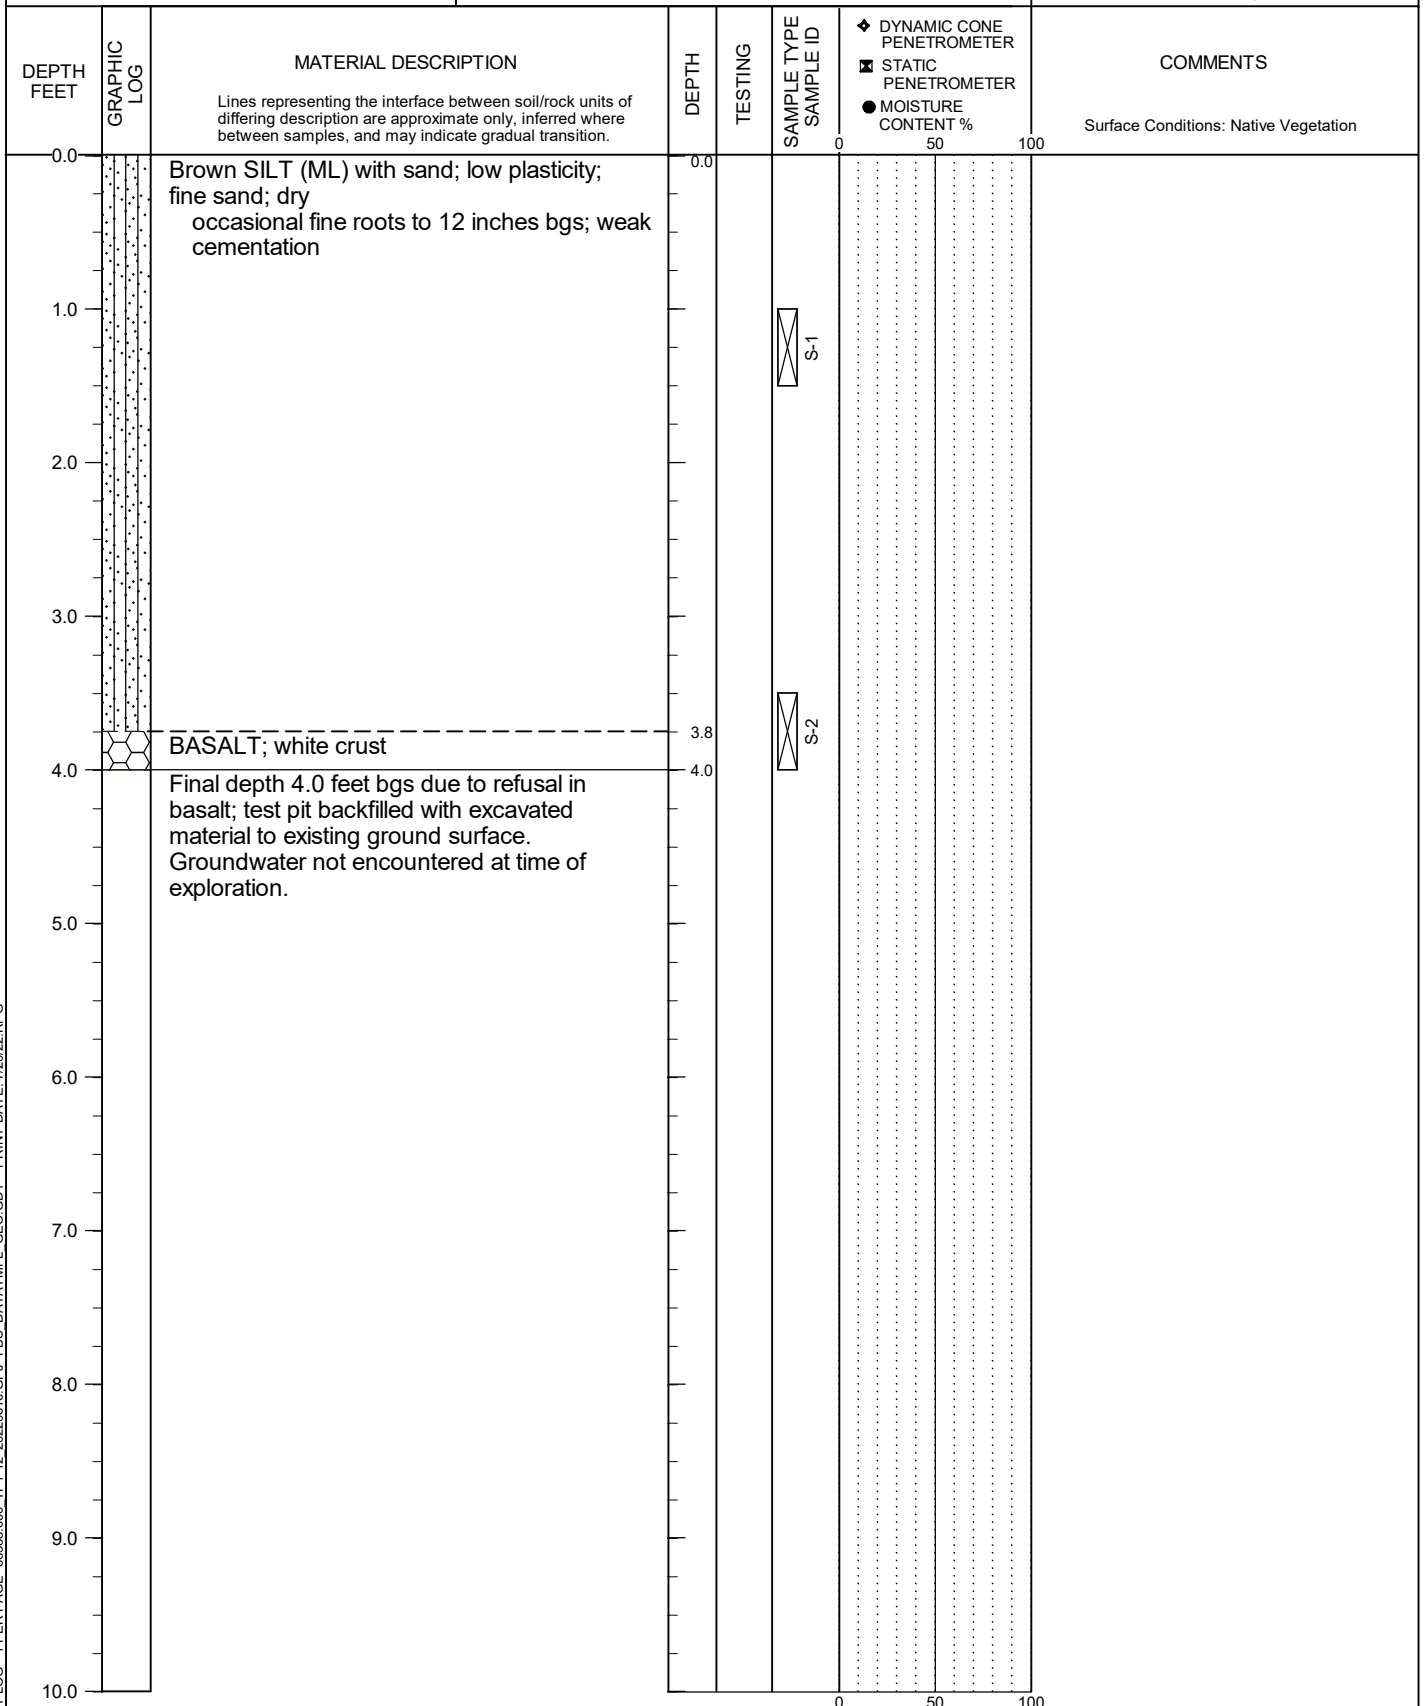 DEPTH
FEET
GRAPHIC
LOG
MATERIAL DESCRIPTION
Lines representing the interface between soil/rock units of
differing description are approximate only, inferred where
between samples, and may indicate gradual transition.
DEPTH
TESTING
SAMPLE TYPE
SAMPLE ID
DYNAMIC CONE
PENETROMETER
STATIC
PENETROMETER
MOISTURE
CONTENT %
0 50 100
COMMENTS
Surface Conditions: Native Vegetation
0.0
Brown SILT (ML) with sand; low plasticity;
fine sand; dry
occasional fine roots to 12 inches bgs; weak
cementation
0.0
1.0
S-1
2.0
3.0
S-2
3.8
BASALT; white crust
4.0
4.0
Final depth 4.0 feet bgs due to refusal in
basalt; test pit backfilled with excavated
material to existing ground surface.
Groundwater not encountered at time of
exploration.
5.0
6.0
7.0
8.0
9.0
10.0
0 50 100